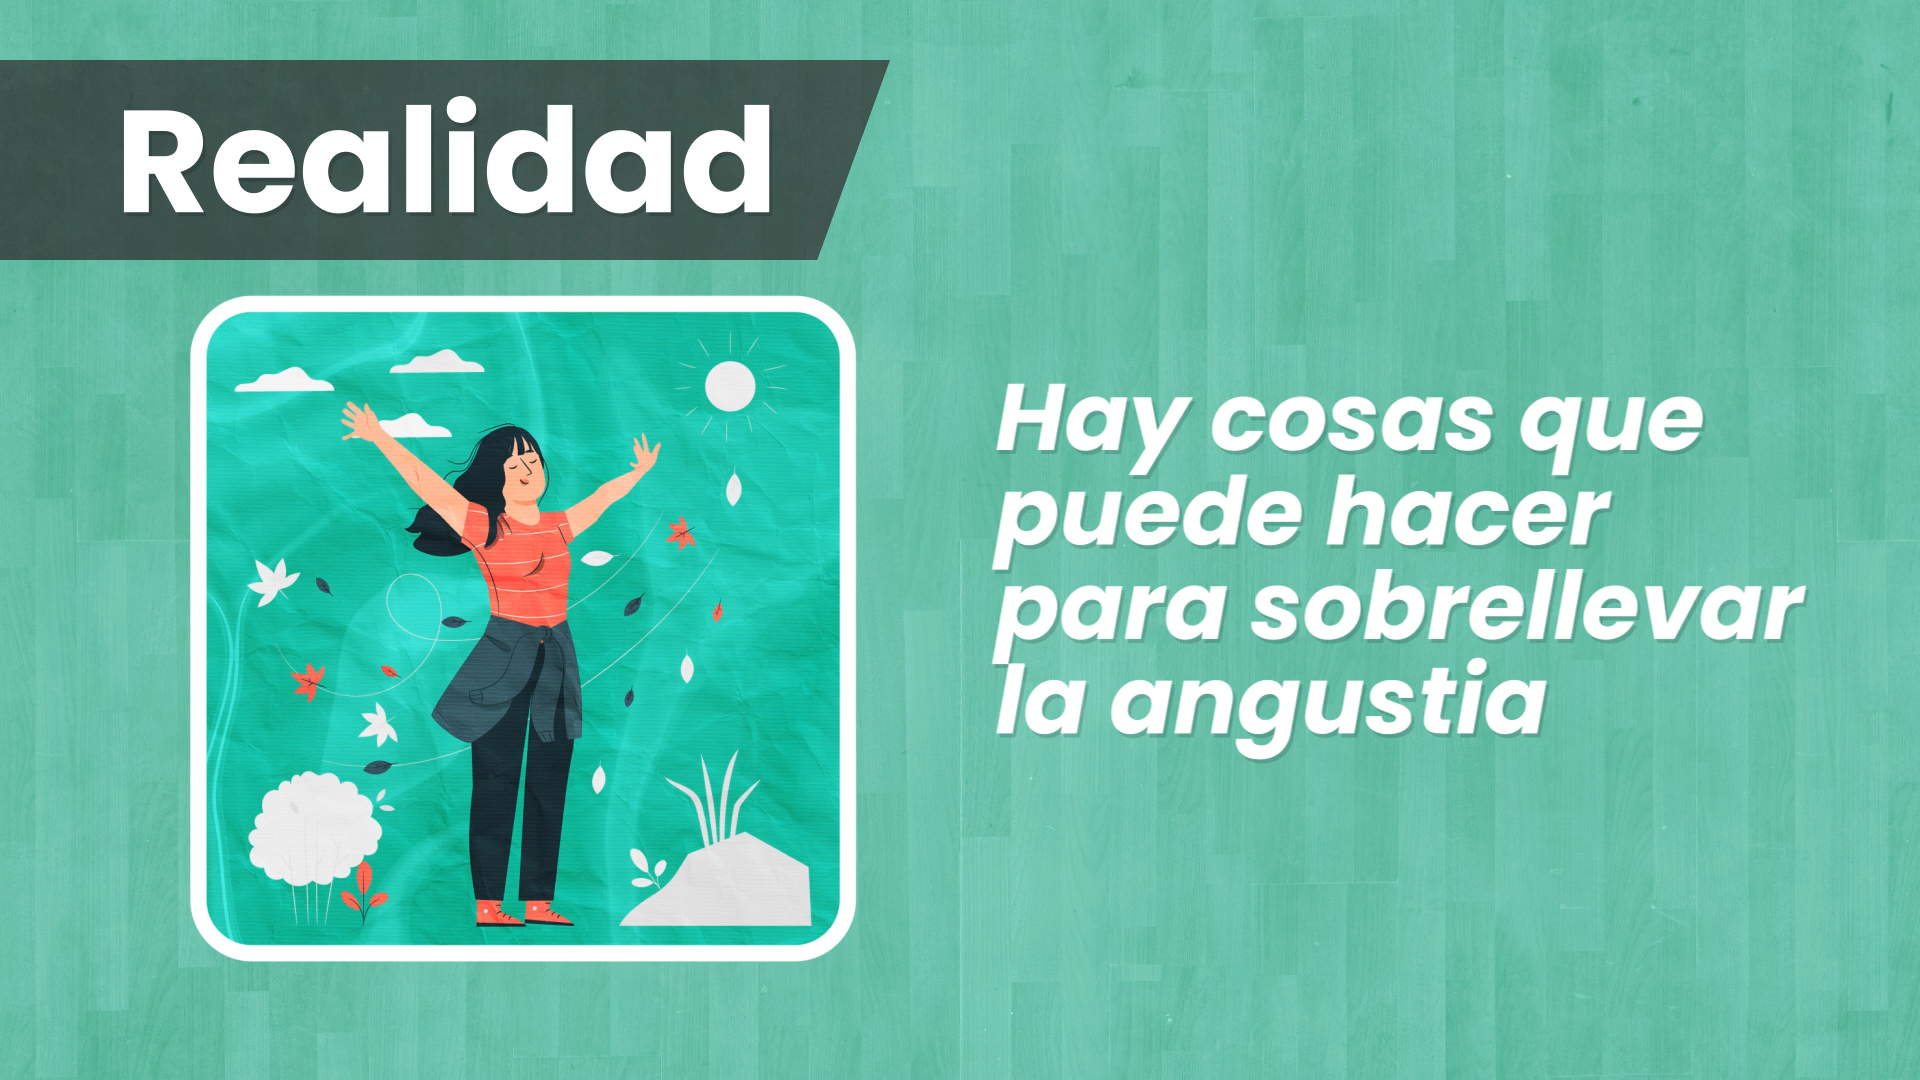 Realidad
Hay cosas que
puede hacer
para sobrellevar
la angustia